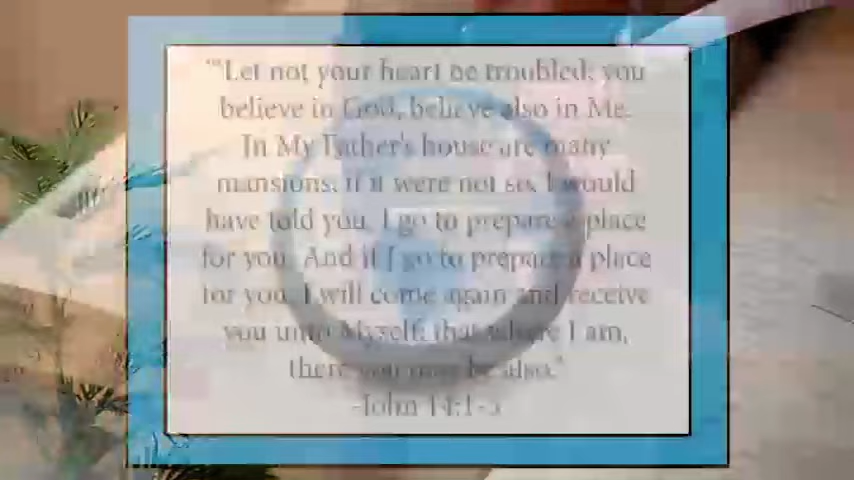 "'Let not your heart be troubled; you
believe in God, believe also in Me.
In My Father's house are many
mansions; if it were not so, I would
have told you. I go to prepare a place
for you. And if I go to prepare a place
for you, I will come again and receive
you unto Myself; that where I am,
there you may be also."
-John 14:1-3